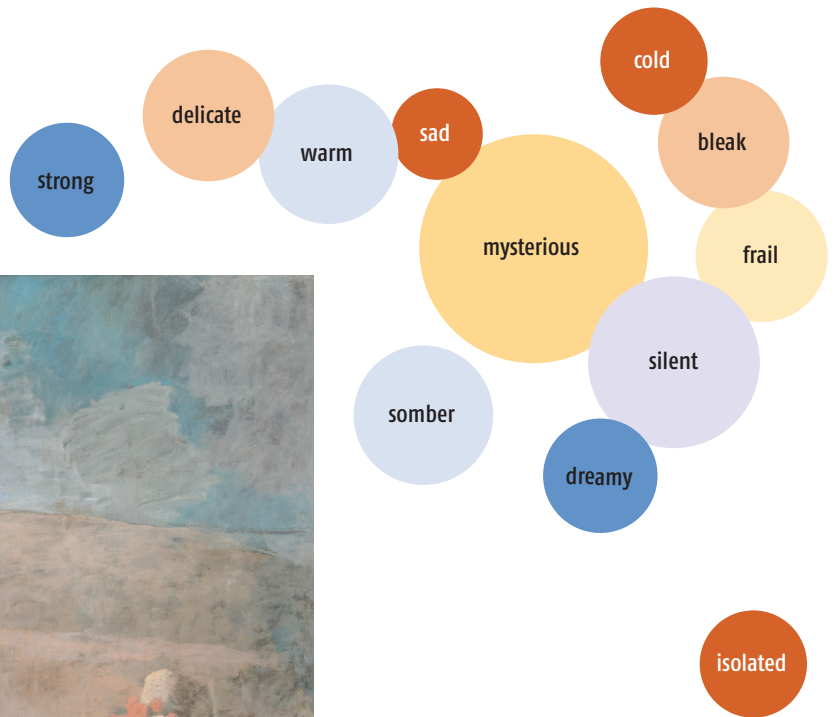 cold
delicate
sad
bleak
warm
strong
mysterious
frail
silent
somber
dreamy
isolated